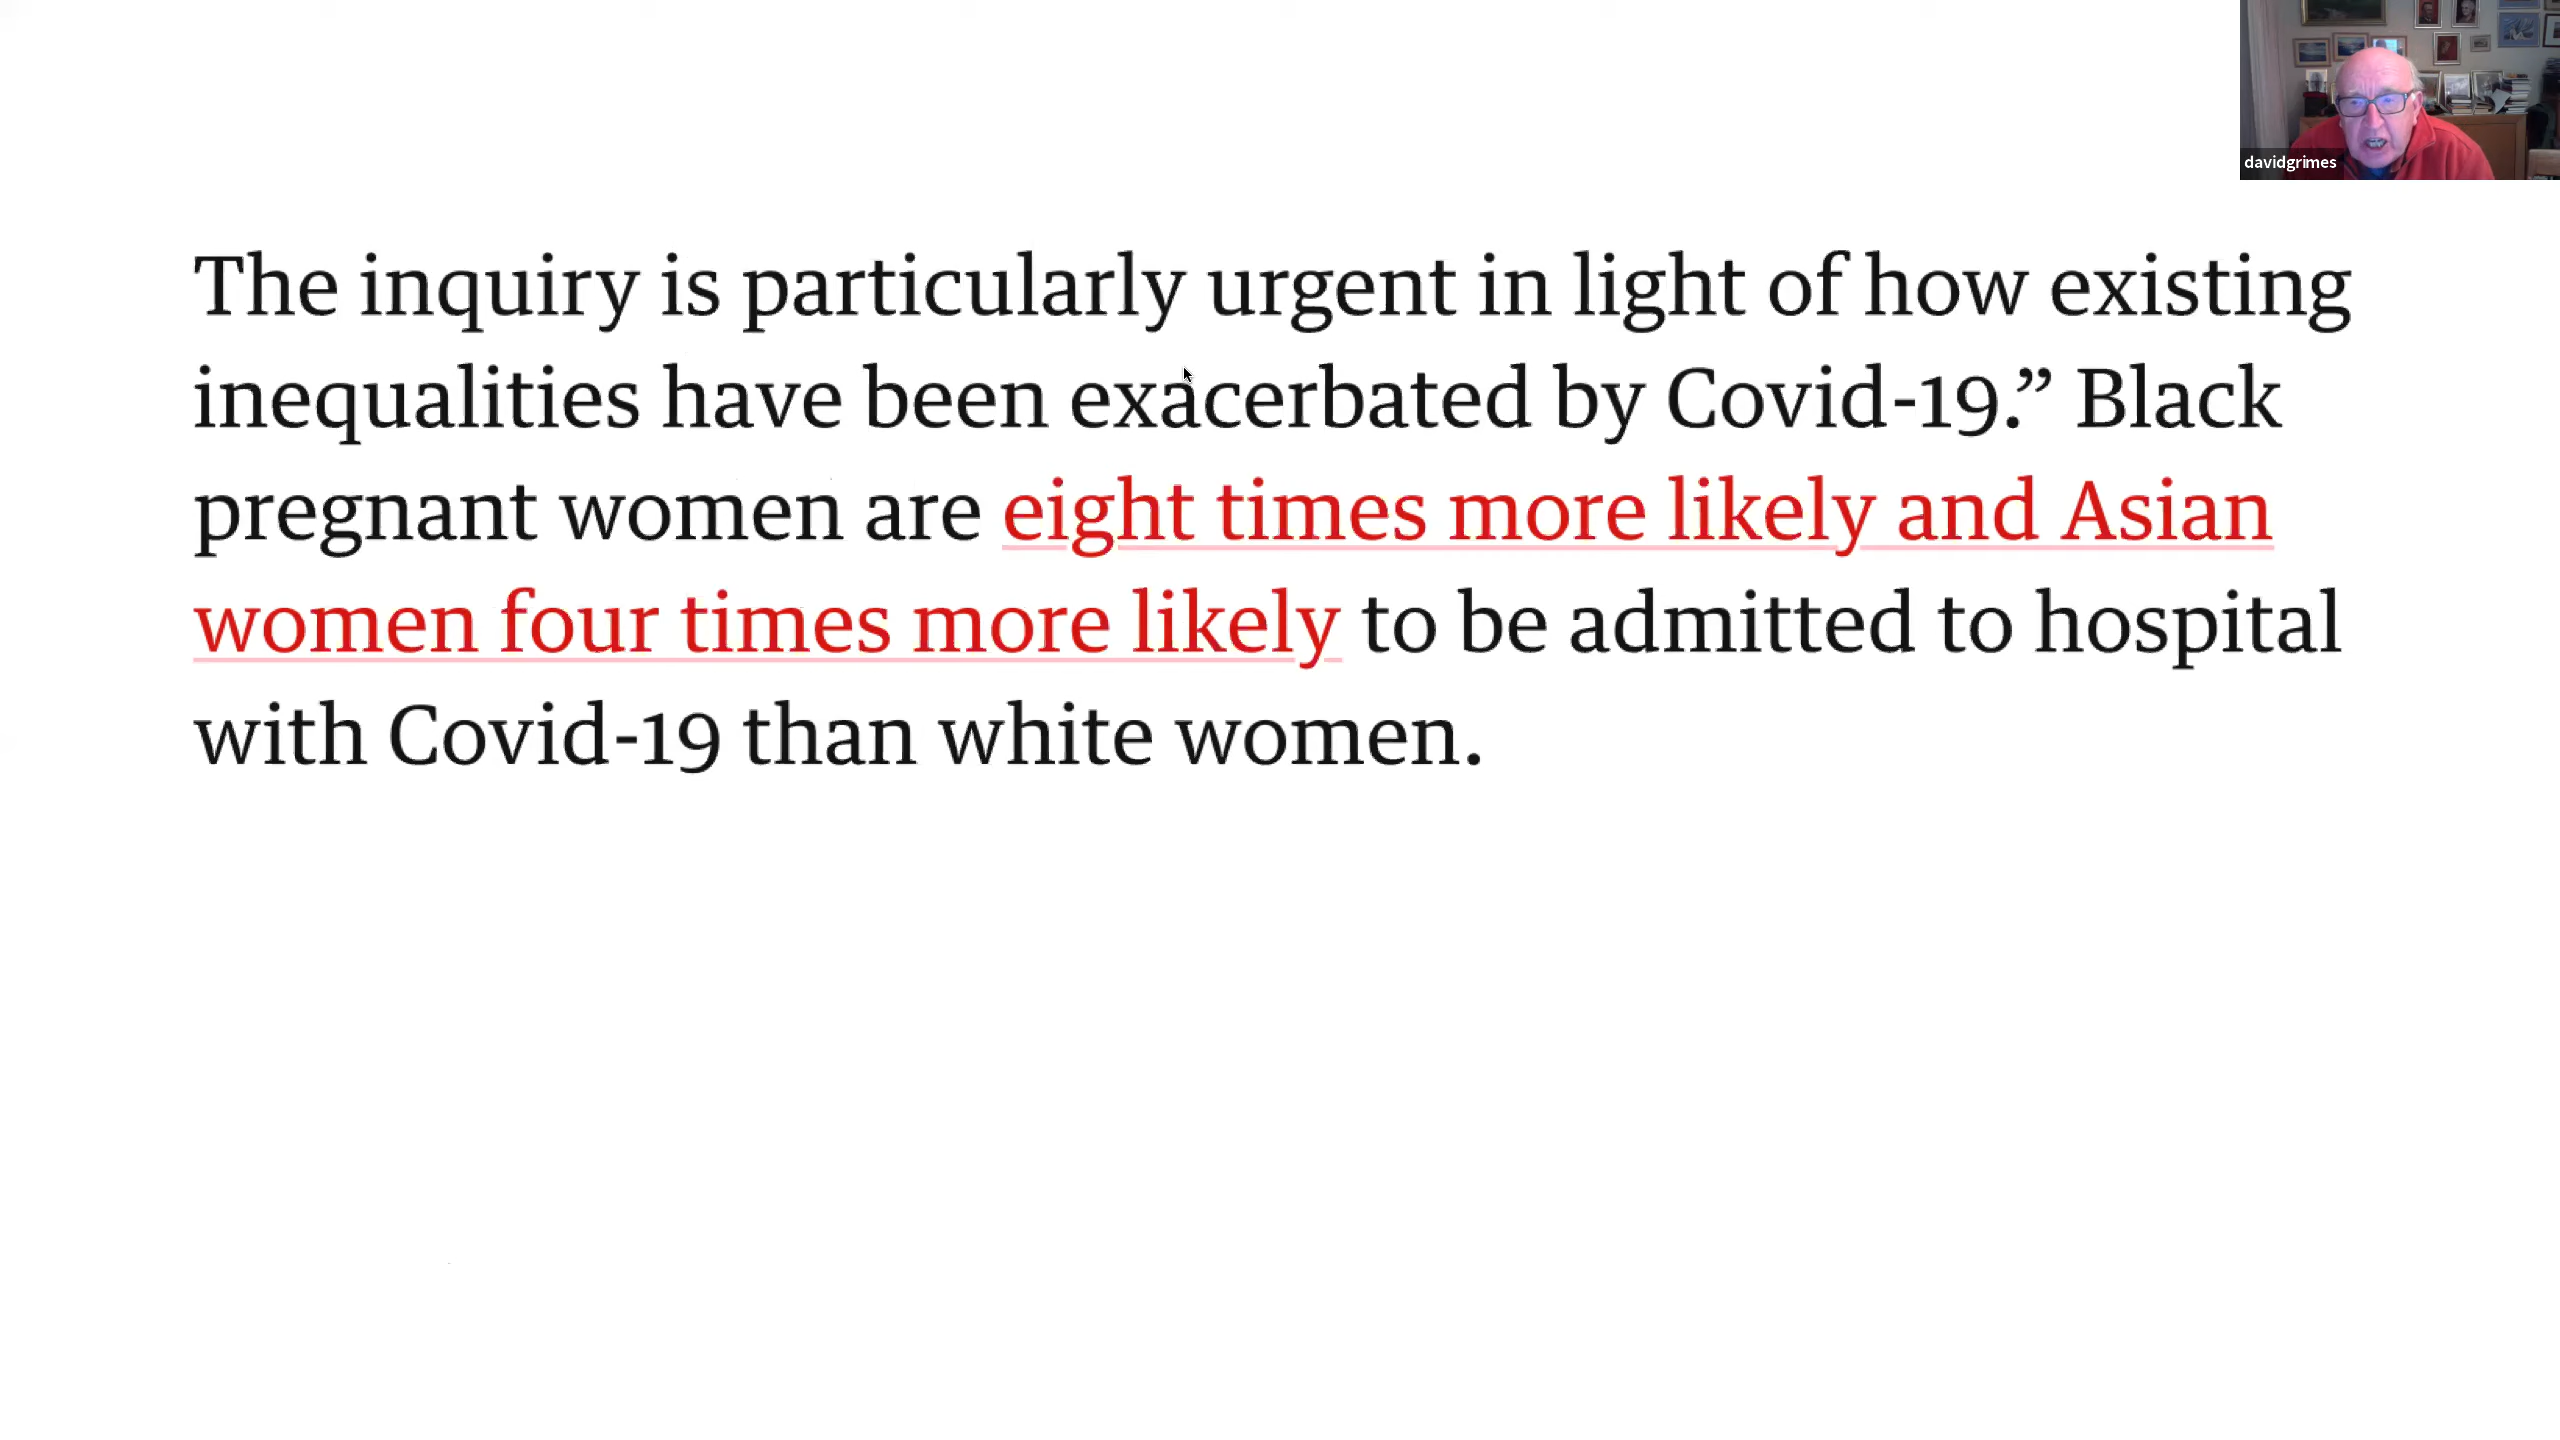 davidgrimes
The inquiry is particularly urgent in light of how existing
inequalities have been exacerbated by Covid-19.” Black
pregnant women are eight times more likely and Asian
women four times more likely to be admitted to hospital
with Covid-19 than white women.